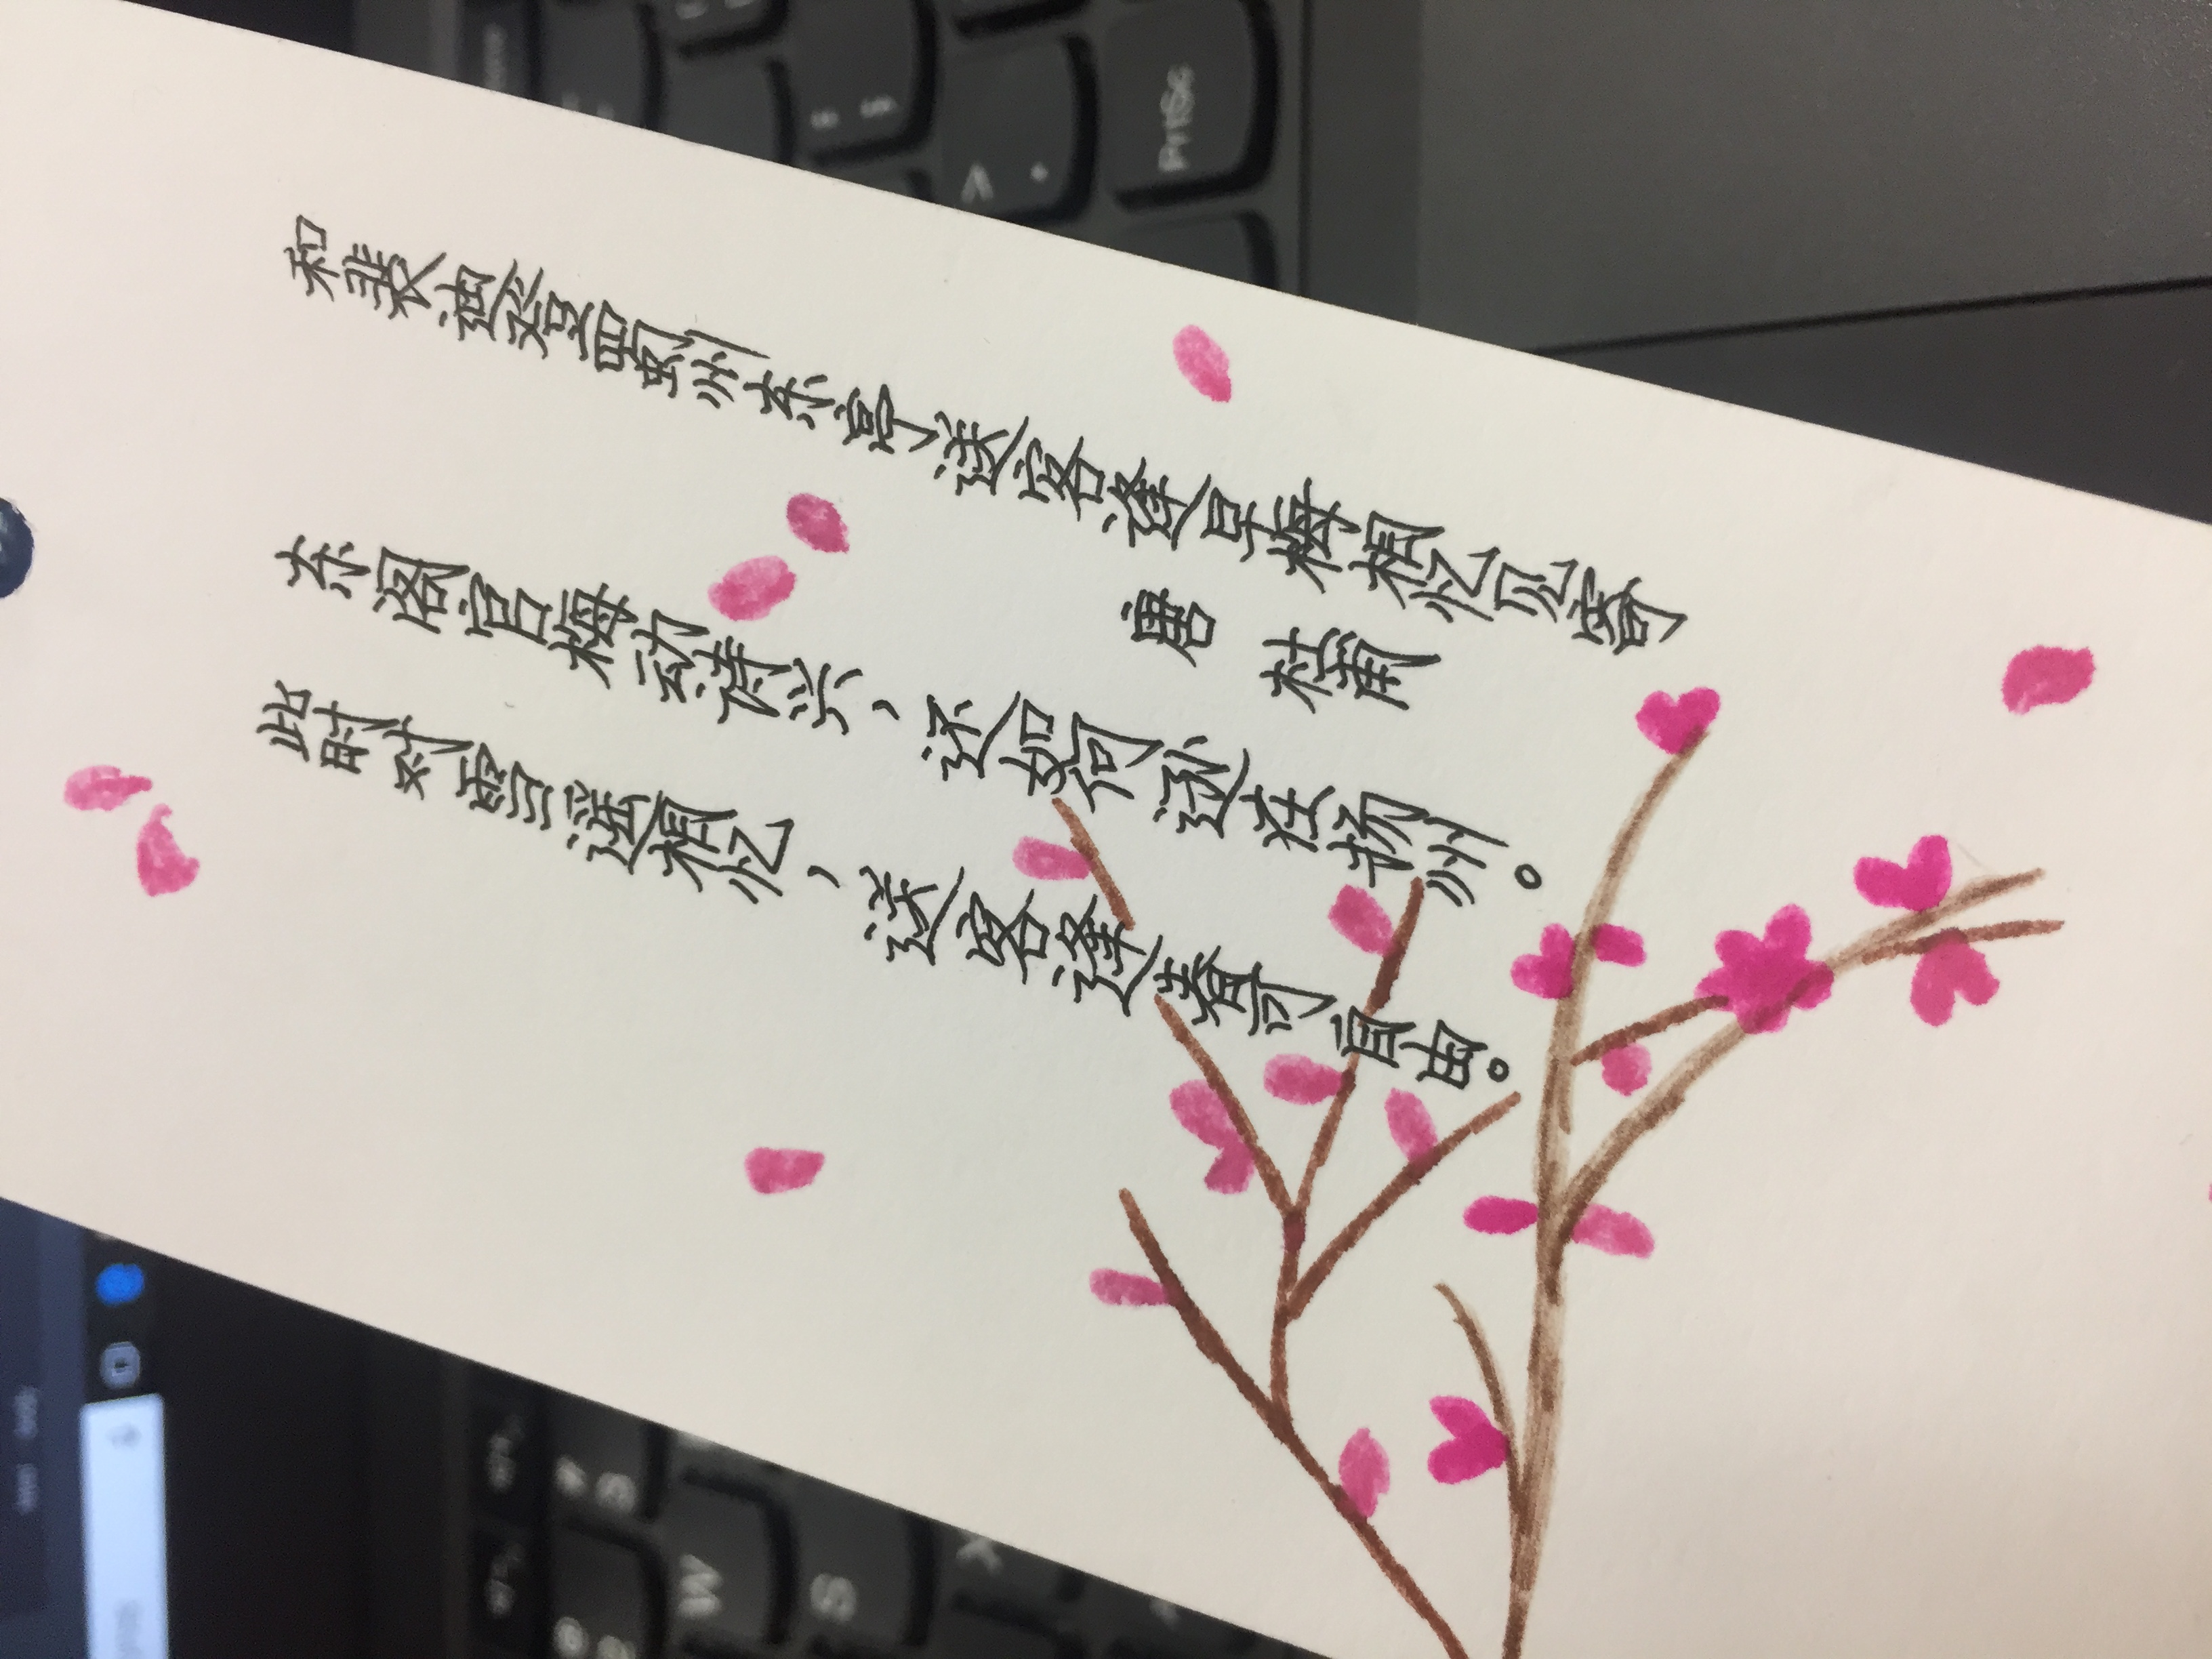 和裴迪登蜀州东亭送客逢早梅相忆见寄
唐 杜甫
东阁官梅动诗兴，还如何逊在扬州。
此时对雪遥相忆，送客逢春可自由。
@
2
#
3
W
S
X
>
.
PrtSc